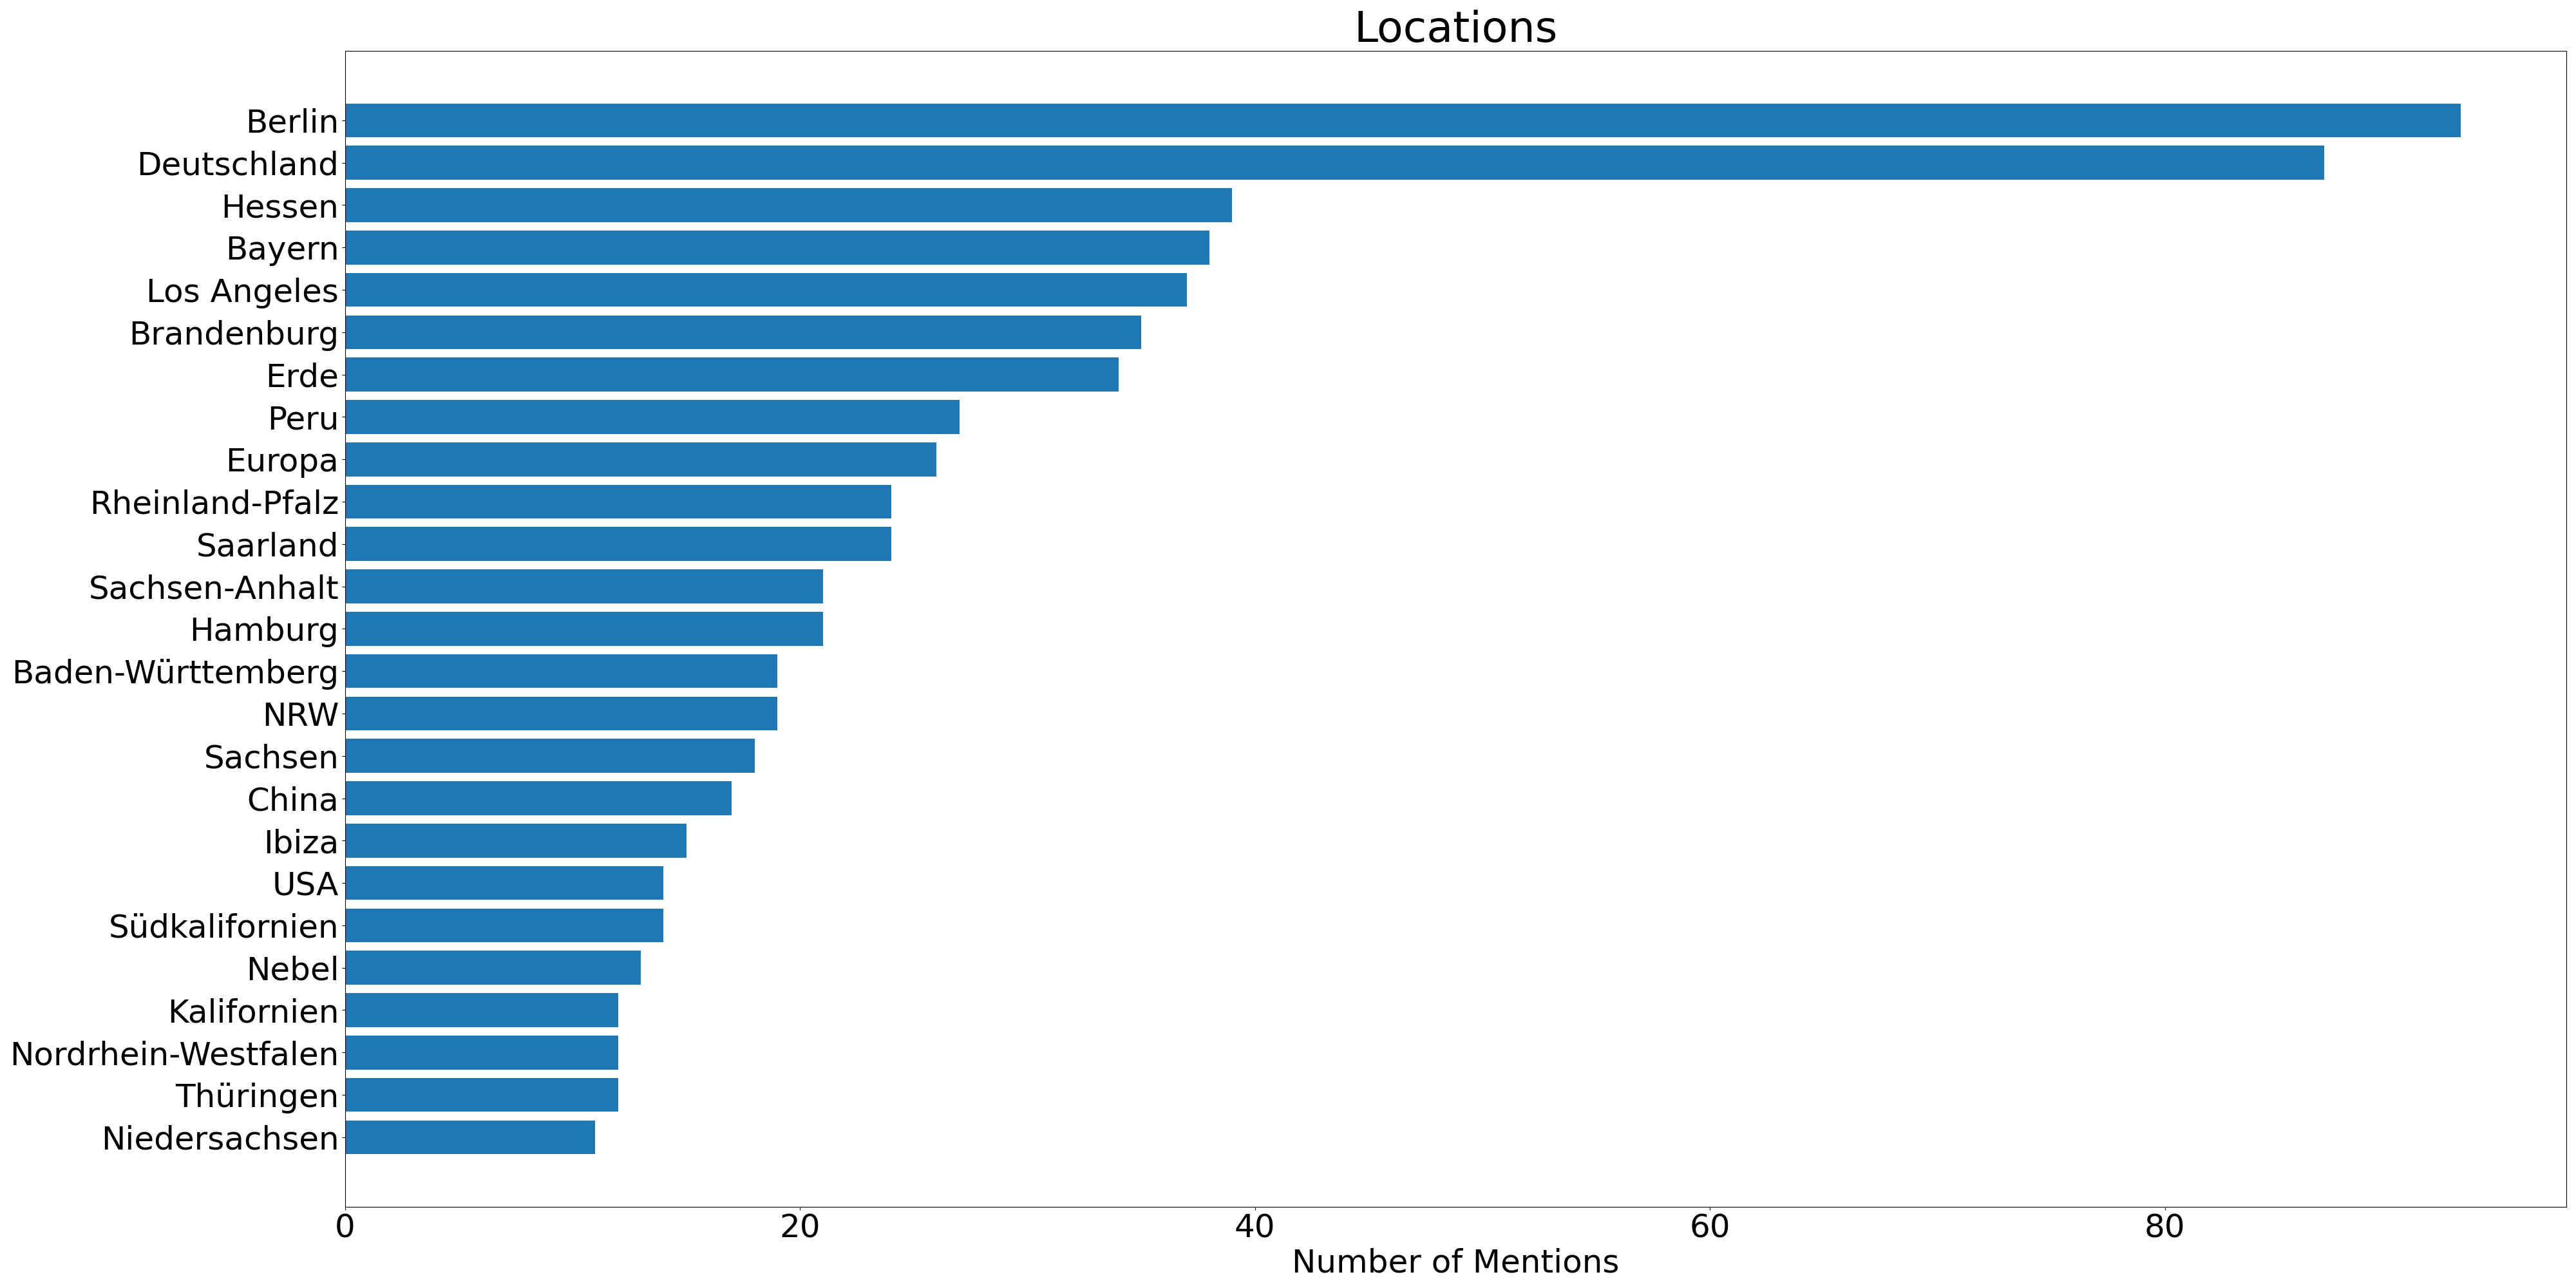 Locations
Berlin
Deutschland
Hessen
Bayern
Los Angeles
Brandenburg
Erde
Peru
Europa
Rheinland-Pfalz
Saarland
Sachsen-Anhalt
Hamburg
Baden-Württemberg
NRW
Sachsen
China
Ibiza
USA
Südkalifornien
Nebel
Kalifornien
Nordrhein-Westfalen
Thüringen
Niedersachsen
0 20 40 60 80
Number of Mentions